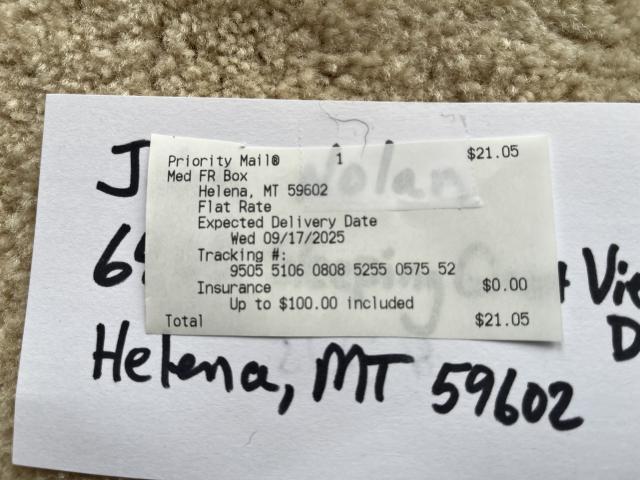 J Nolan
Priority Mail® 1 $21.05
Med FR Box
Helena, MT 59602
Flat Rate
Expected Delivery Date
Wed 09/17/2025
Tracking #:
9505 5106 0808 5255 0575 52
Insurance $0.00
Up to $100.00 included
Total $21.05
Helena, MT 59602